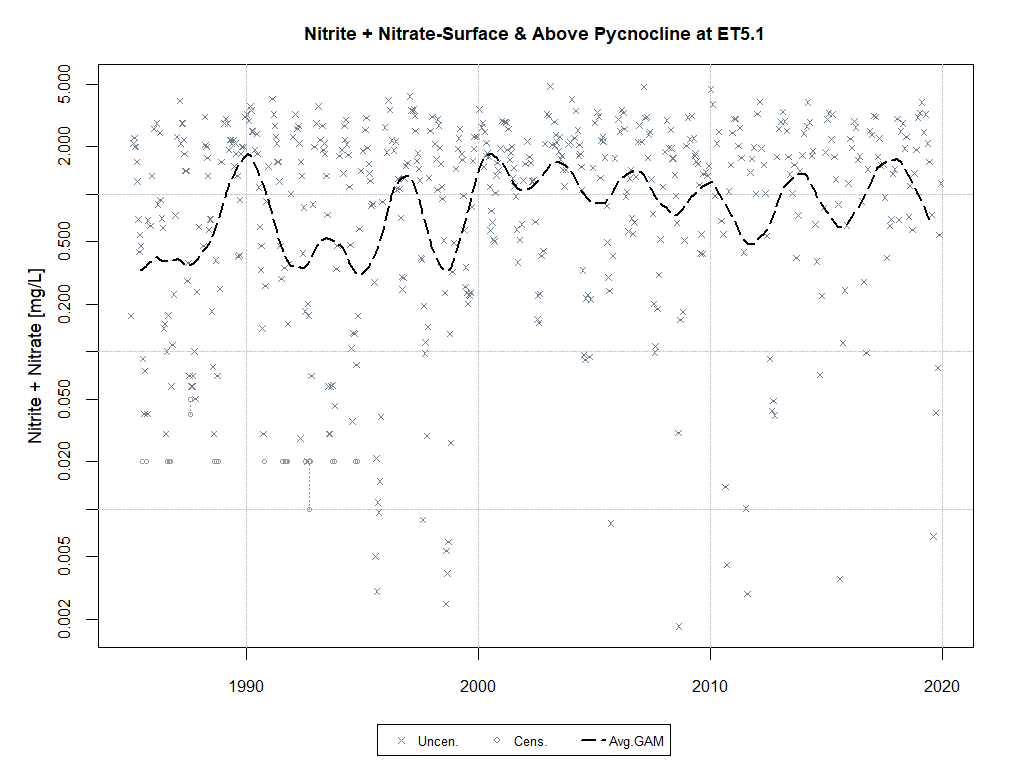 Nitrite + Nitrate-Surface & Above Pycnocline at ET5.1
Nitrite + Nitrate [mg/L]
5.000
2.000
0.500
0.200
0.050
0.020
0.005
0.002
1990
2000
2010
2020
Uncen.
Cens.
Avg.GAM